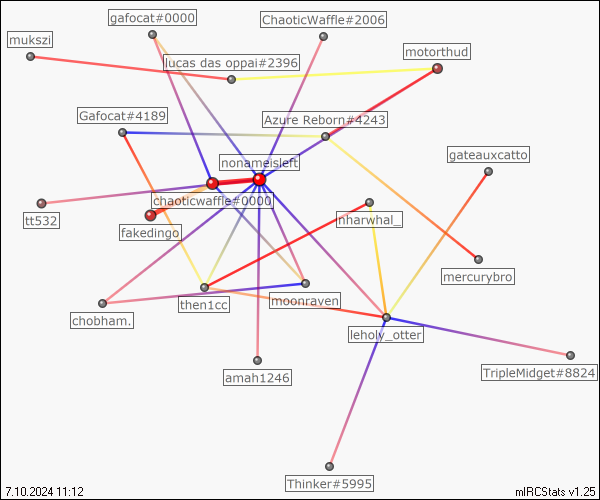 gafocat#0000
ChaoticWaffle#2006
mukszi
motorthud
lucas das oppai#2396
Gafocat#4189
Azure Reborn#4243
gateauxcatto
nonameisleft
chaoticwaffle#0000
tt532
nharwhal_
fakedingo
mercurybro
then1cc
moonraven
chobham.
leholy_otter
amah1246
TripleMidget#8824
Thinker#5995
7.10.2024 11:12
mIRCStats v1.25